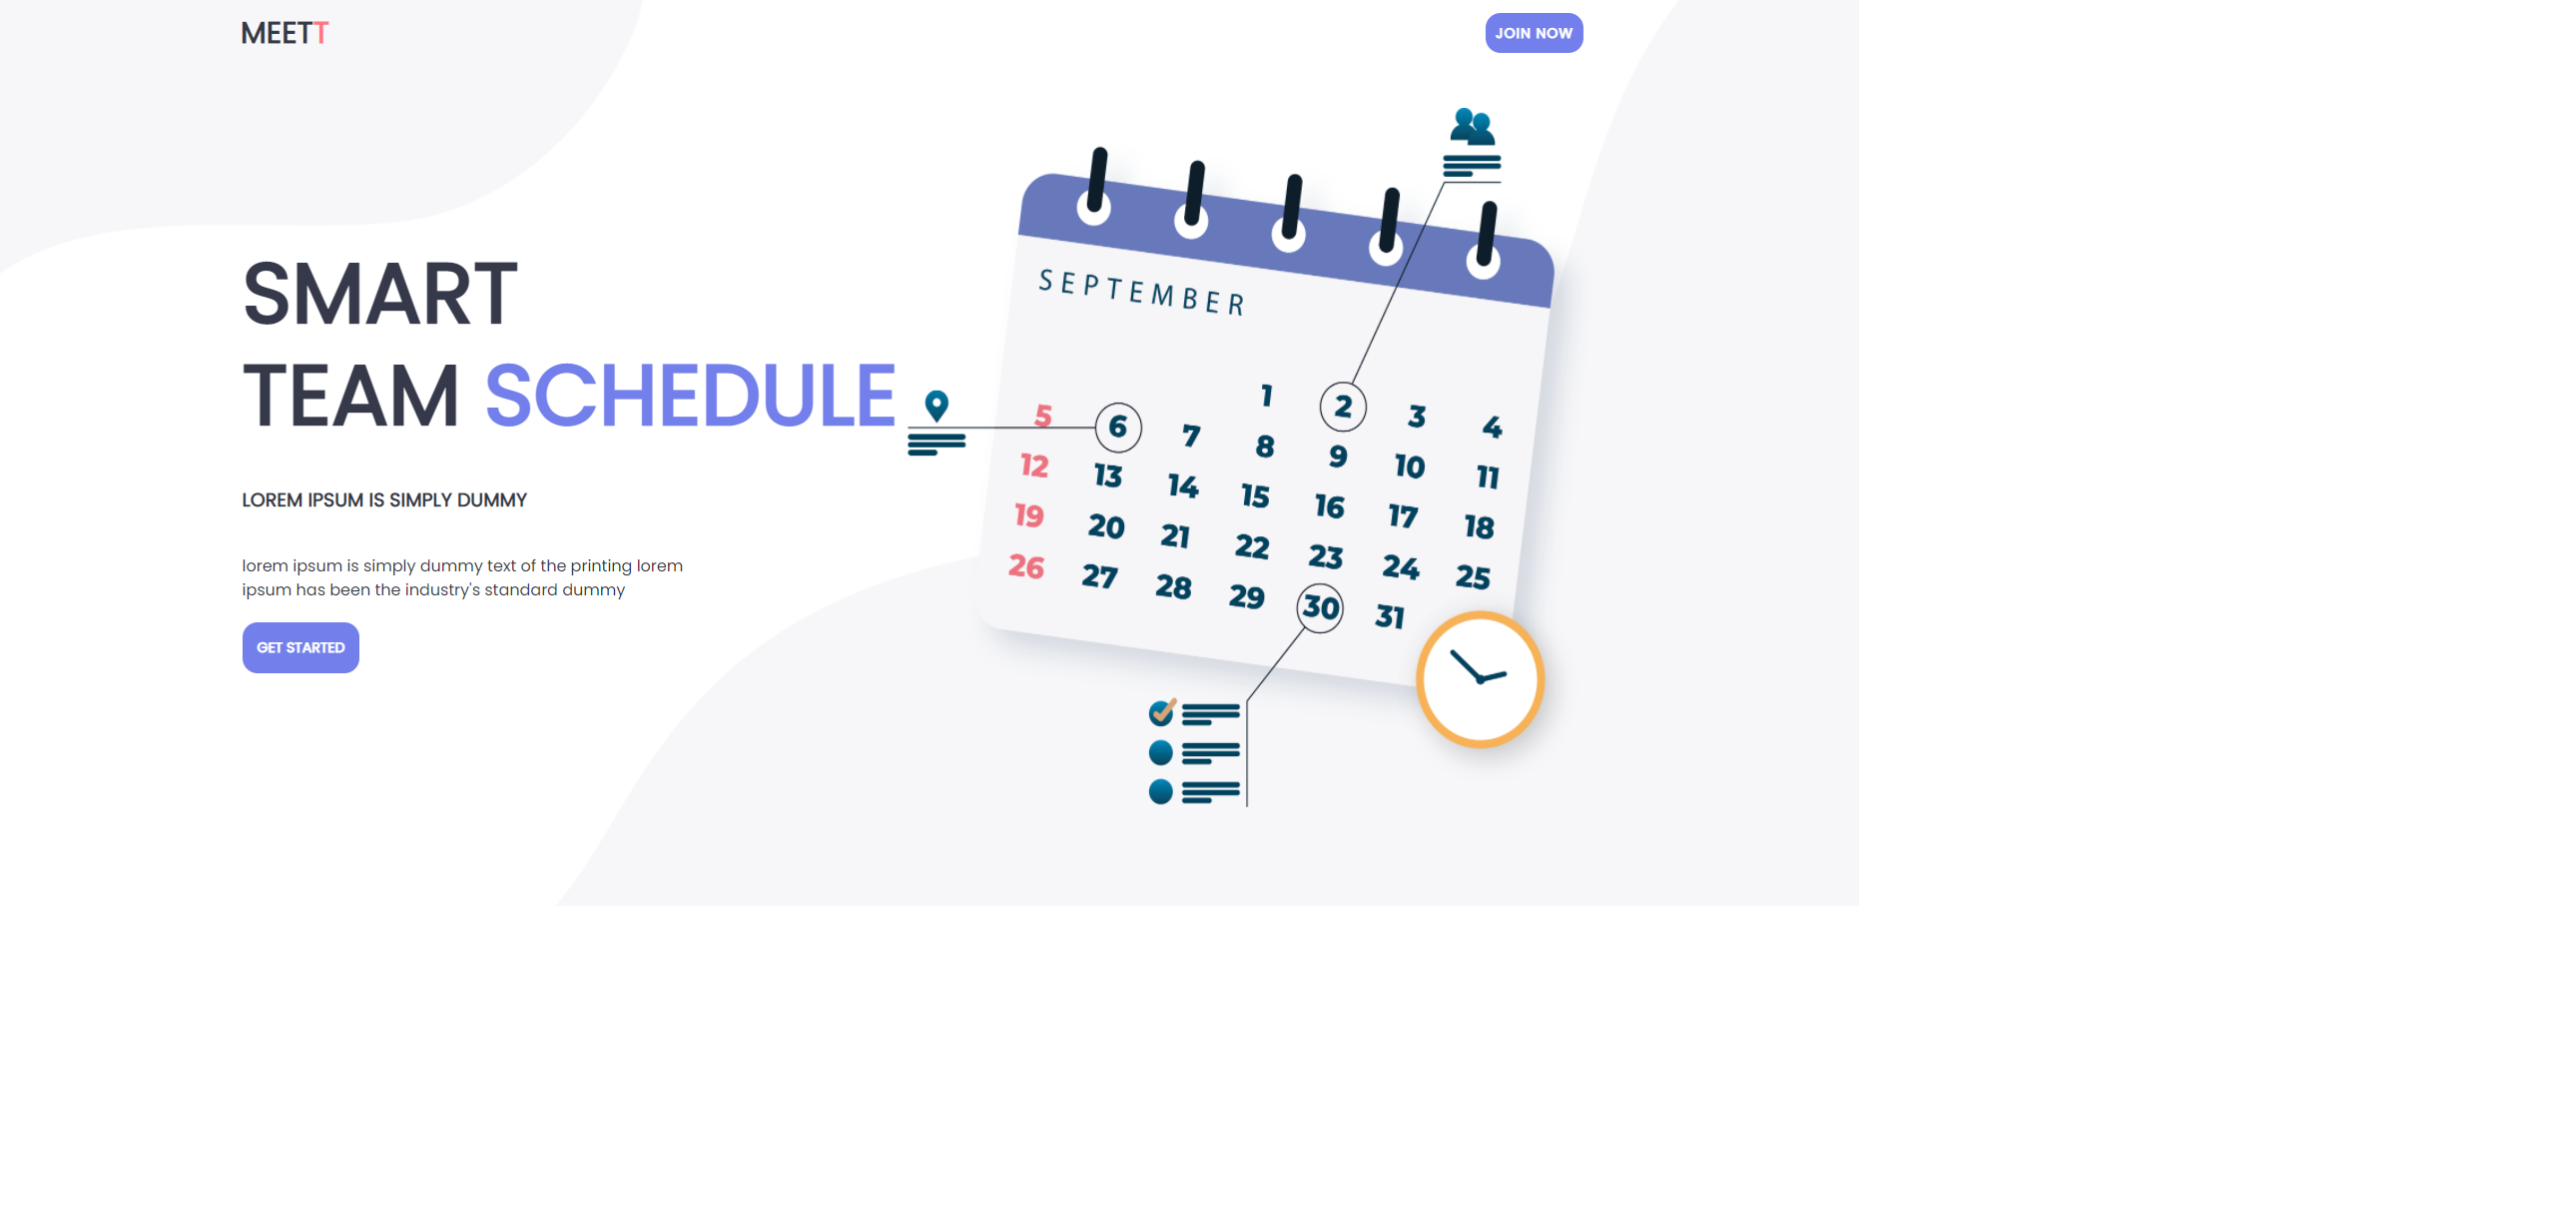 MEETT
JOIN NOW
SMART
TEAM SCHEDULE
LOREM IPSUM IS SIMPLY DUMMY
lorem ipsum is simply dummy text of the printing lorem
ipsum has been the industry's standard dummy
GET STARTED
SEPTEMBER
1 2 3 4
5 6 7 8 9 10 11
12 13 14 15 16 17 18
19 20 21 22 23 24 25
26 27 28 29 30 31